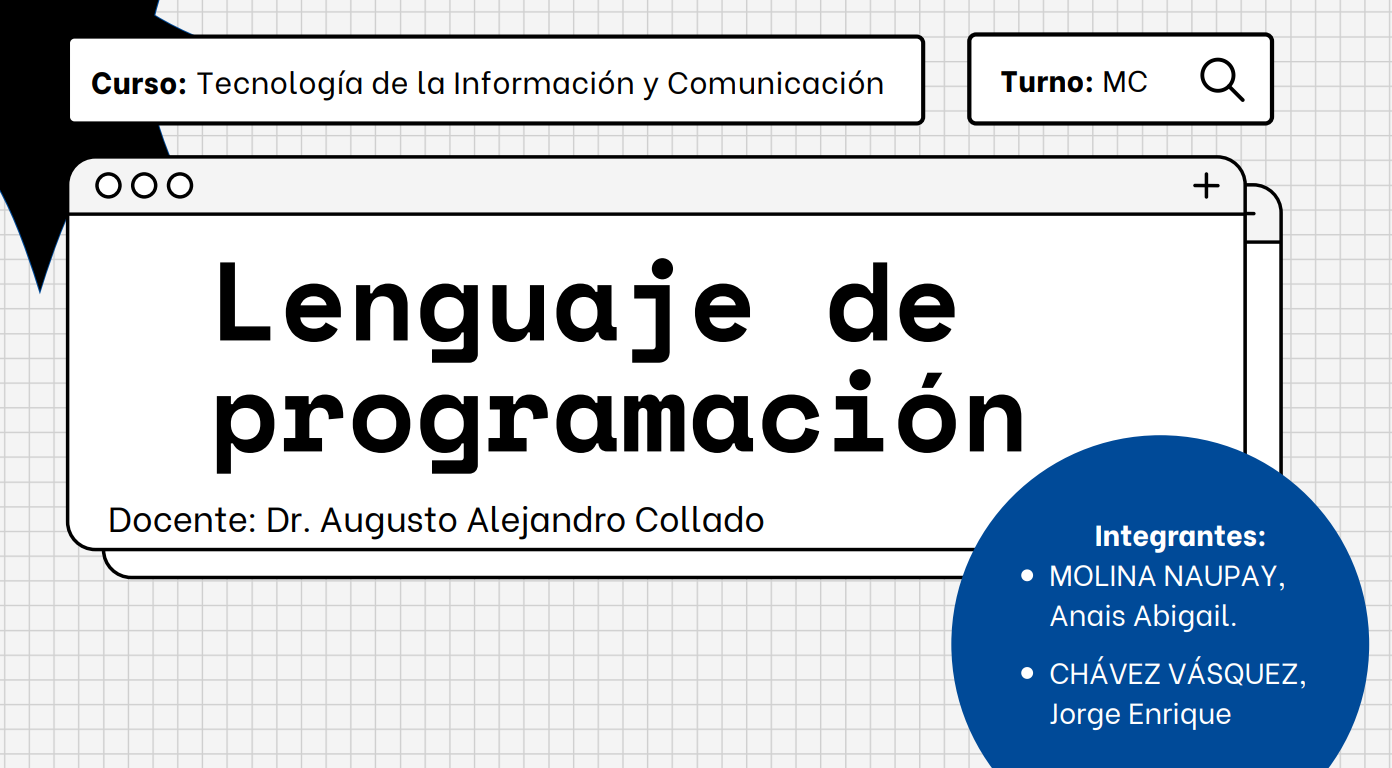 Curso: Tecnología de la Información y Comunicación
Turno: MC
Lenguaje de
programación
Docente: Dr. Augusto Alejandro Collado
Integrantes:
MOLINA NAUPAY,
Anais Abigail.
CHÁVEZ VÁSQUEZ,
Jorge Enrique